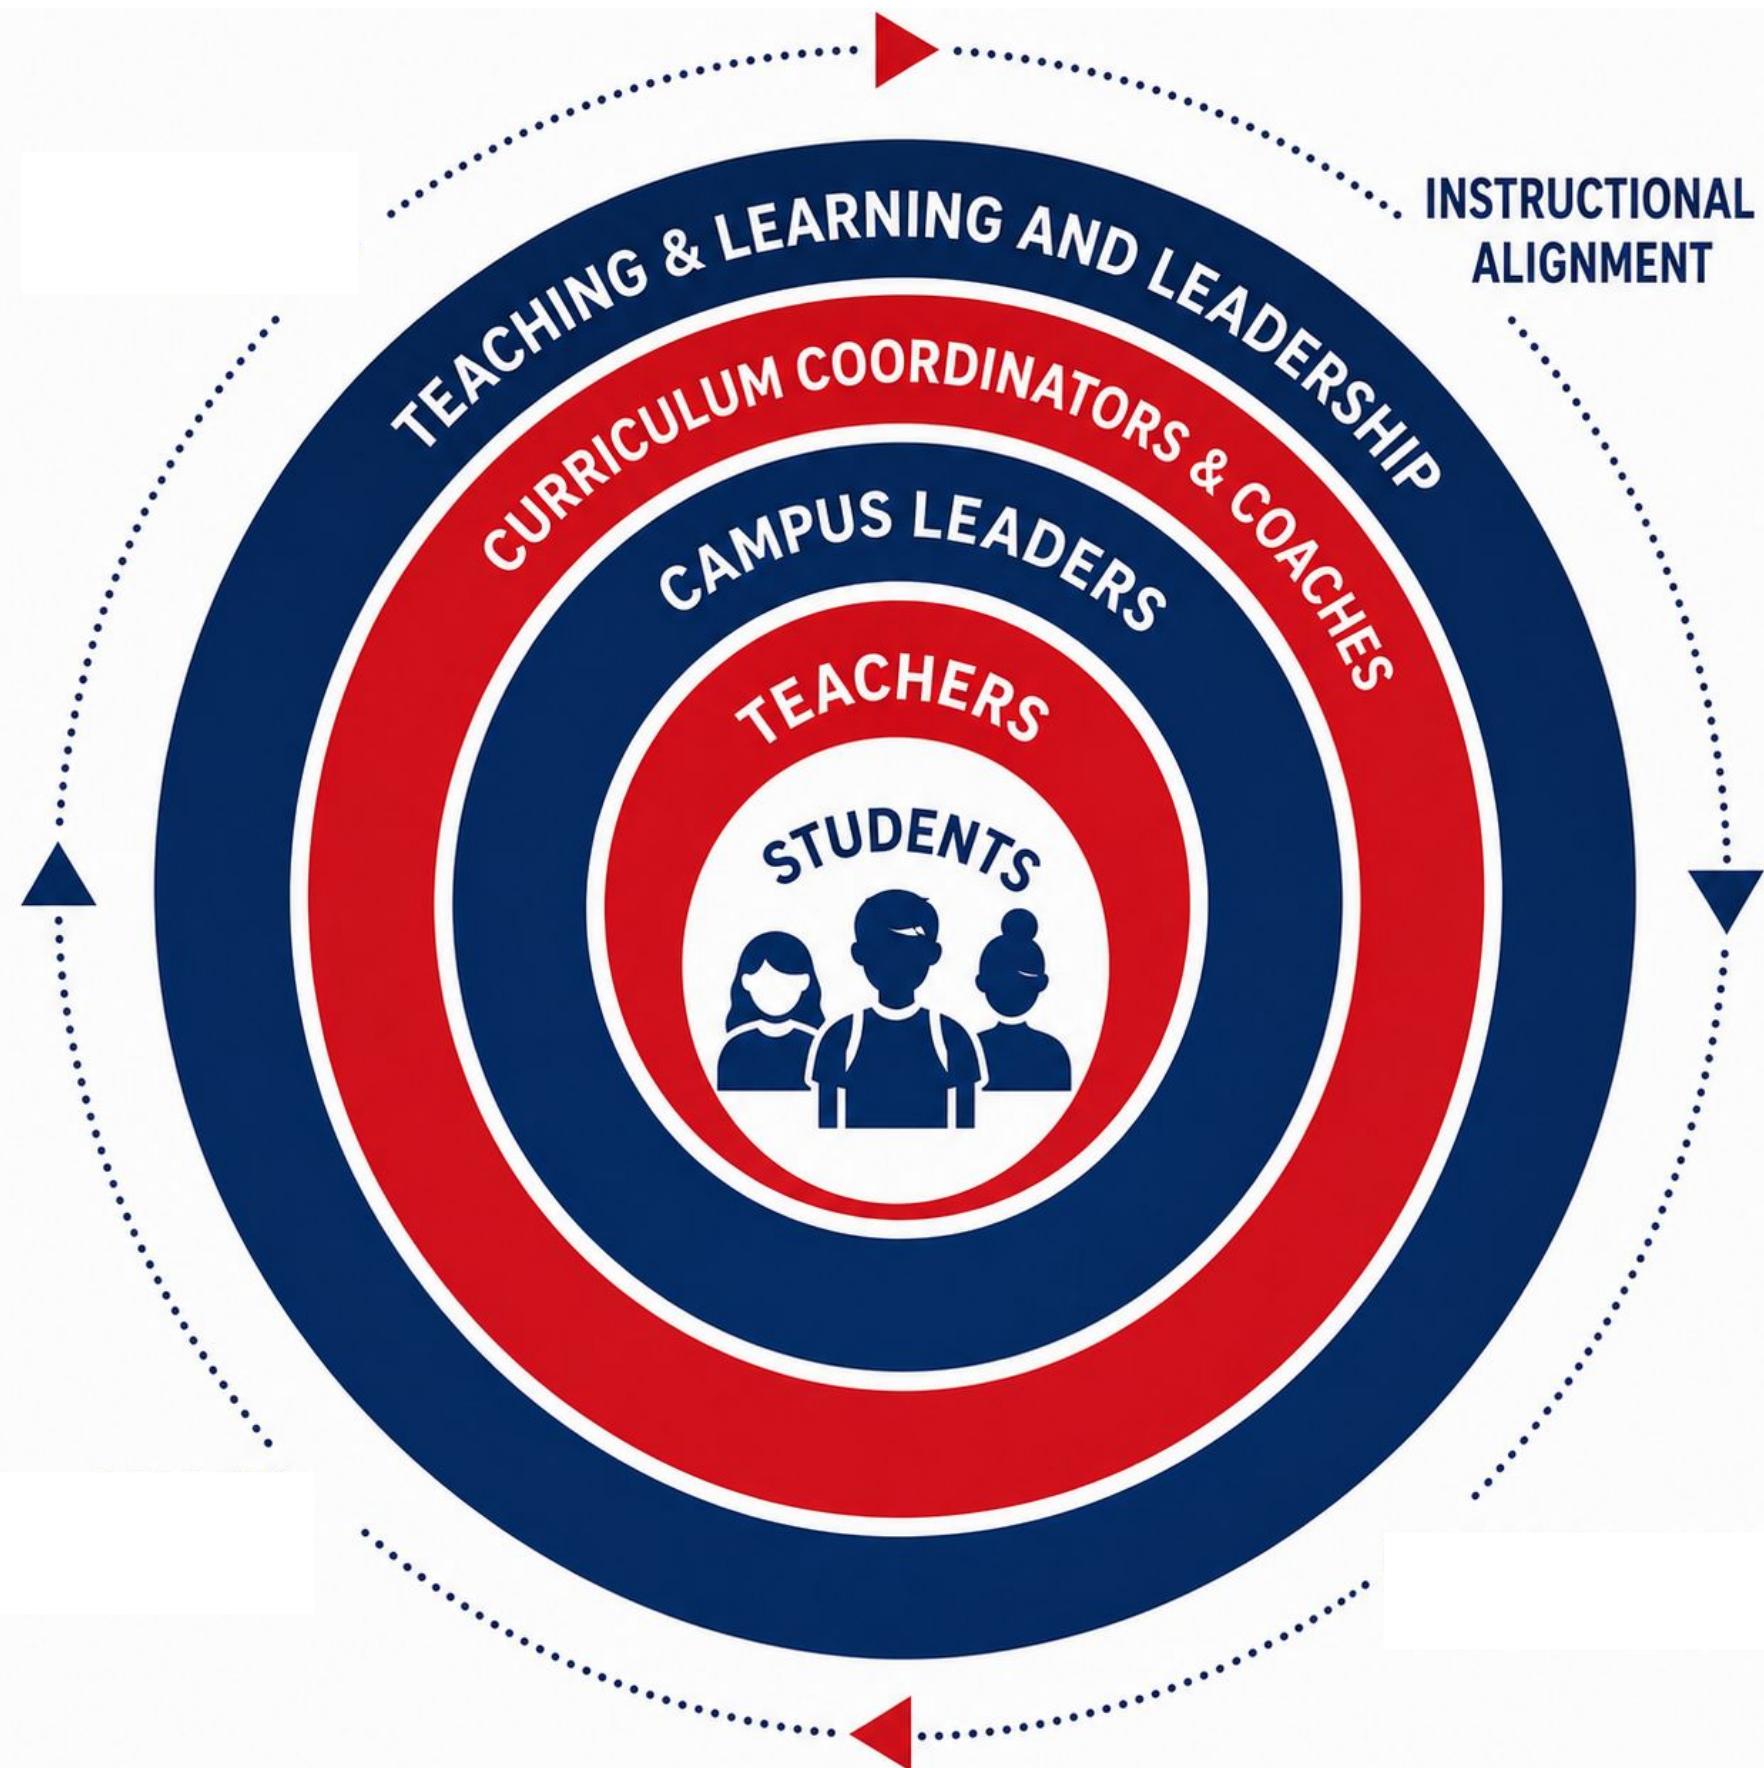 TEACHING & LEARNING AND LEADERSHIP
INSTRUCTIONAL
ALIGNMENT
CURRICULUM COORDINATORS & COACHES
CAMPUS LEADERS
TEACHERS
STUDENTS